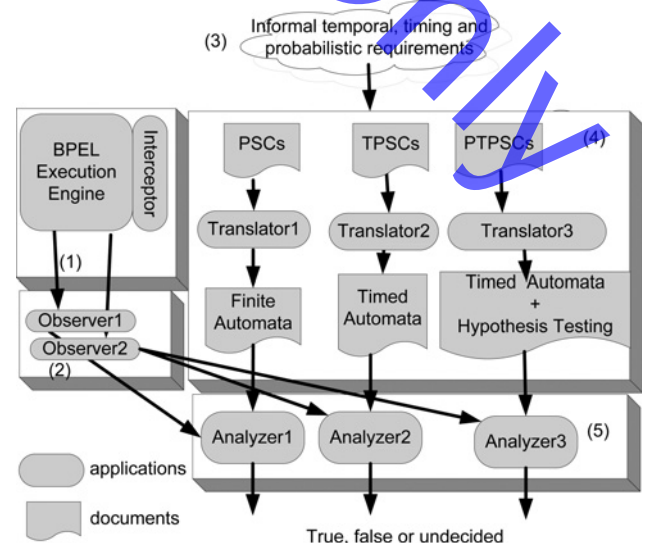 (3)
Informal temporal, timing and
probabilistic requirements
BPEL
Execution
Engine
Interceptor
(1)
Observer1
Observer2
(2)
PSCs
TPSCs
PTPSCs
(4)
Translator1
Translator2
Translator3
Finite
Automata
Timed
Automata
Timed Automata
+
Hypothesis Testing
Analyzer1
Analyzer2
Analyzer3
(5)
applications
documents
True, false or undecided
nly